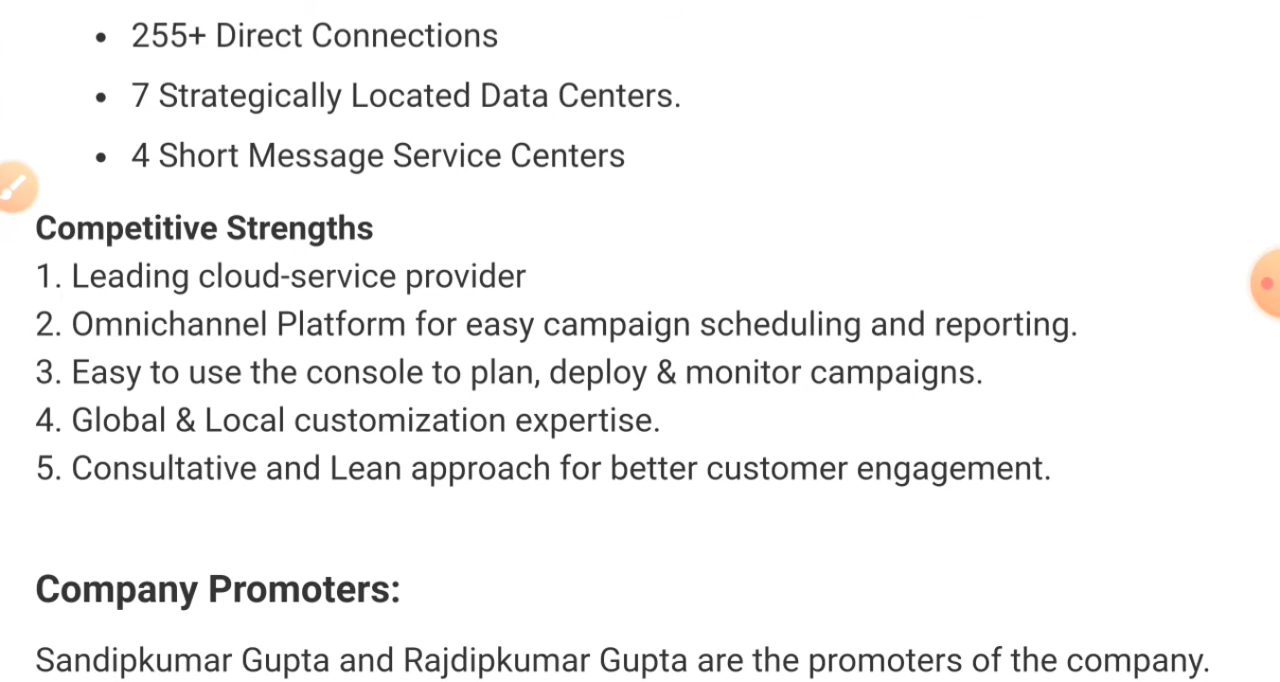 • 255+ Direct Connections
• 7 Strategically Located Data Centers.
• 4 Short Message Service Centers
Competitive Strengths
1. Leading cloud-service provider
2. Omnichannel Platform for easy campaign scheduling and reporting.
3. Easy to use the console to plan, deploy & monitor campaigns.
4. Global & Local customization expertise.
5. Consultative and Lean approach for better customer engagement.
Company Promoters:
Sandipkumar Gupta and Rajdipkumar Gupta are the promoters of the company.